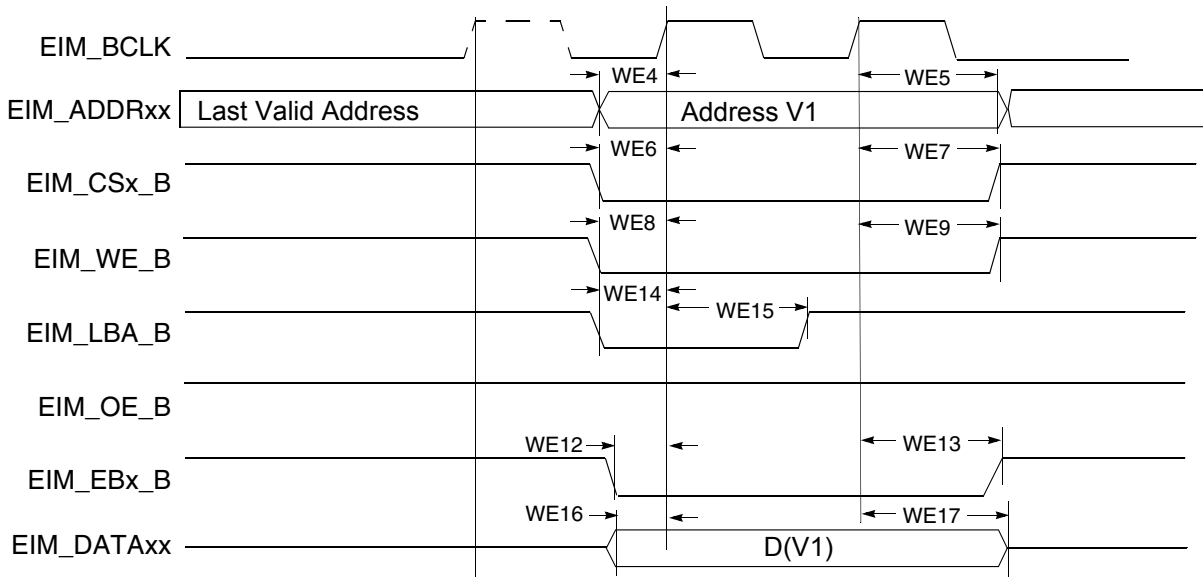 EIM_BCLK
WE4
WE5
EIM_ADDRxx
Last Valid Address
Address V1
WE6
WE7
EIM_CSx_B
WE8
WE9
EIM_WE_B
WE14
WE15
EIM_LBA_B
EIM_OE_B
WE12
WE13
EIM_EBx_B
WE16
WE17
EIM_DATAxx
D(V1)